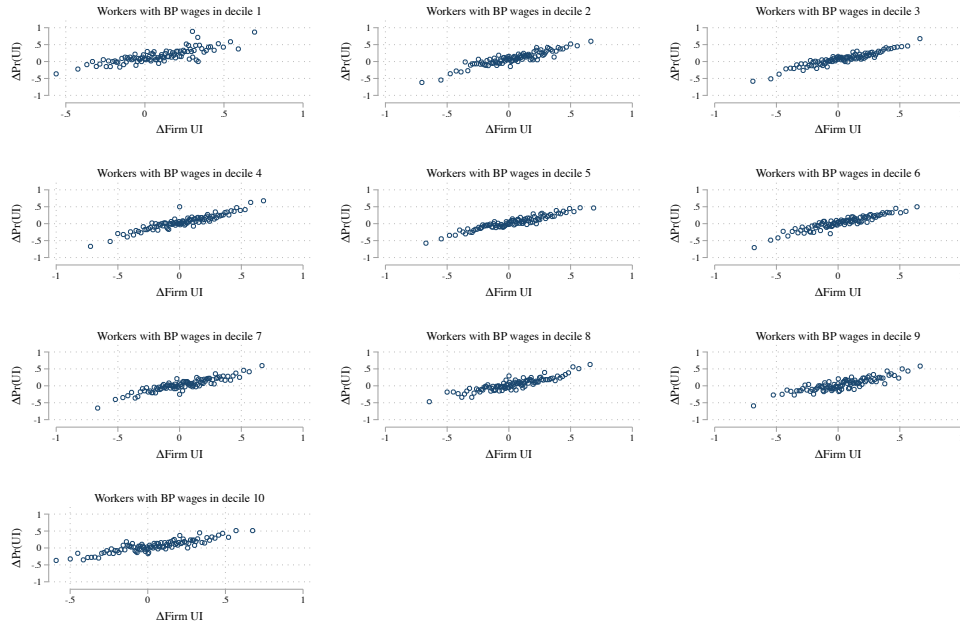 Workers with BP wages in decile 1
ΔPr(UI)
1
.5
0
-.5
-1
-.5 0 .5 1
ΔFirm UI
Workers with BP wages in decile 2
ΔPr(UI)
1
.5
0
-.5
-1
-1 -.5 0 .5 1
ΔFirm UI
Workers with BP wages in decile 3
ΔPr(UI)
1
.5
0
-.5
-1
-1 -.5 0 .5 1
ΔFirm UI
Workers with BP wages in decile 4
ΔPr(UI)
1
.5
0
-.5
-1
-1 -.5 0 .5 1
ΔFirm UI
Workers with BP wages in decile 5
ΔPr(UI)
1
.5
0
-.5
-1
-1 -.5 0 .5 1
ΔFirm UI
Workers with BP wages in decile 6
ΔPr(UI)
1
.5
0
-.5
-1
-1 -.5 0 .5 1
ΔFirm UI
Workers with BP wages in decile 7
ΔPr(UI)
1
.5
0
-.5
-1
-1 -.5 0 .5 1
ΔFirm UI
Workers with BP wages in decile 8
ΔPr(UI)
1
.5
0
-.5
-1
-1 -.5 0 .5 1
ΔFirm UI
Workers with BP wages in decile 9
ΔPr(UI)
1
.5
0
-.5
-1
-1 -.5 0 .5 1
ΔFirm UI
Workers with BP wages in decile 10
ΔPr(UI)
1
.5
0
-.5
-1
-.5 0 .5 1
ΔFirm UI